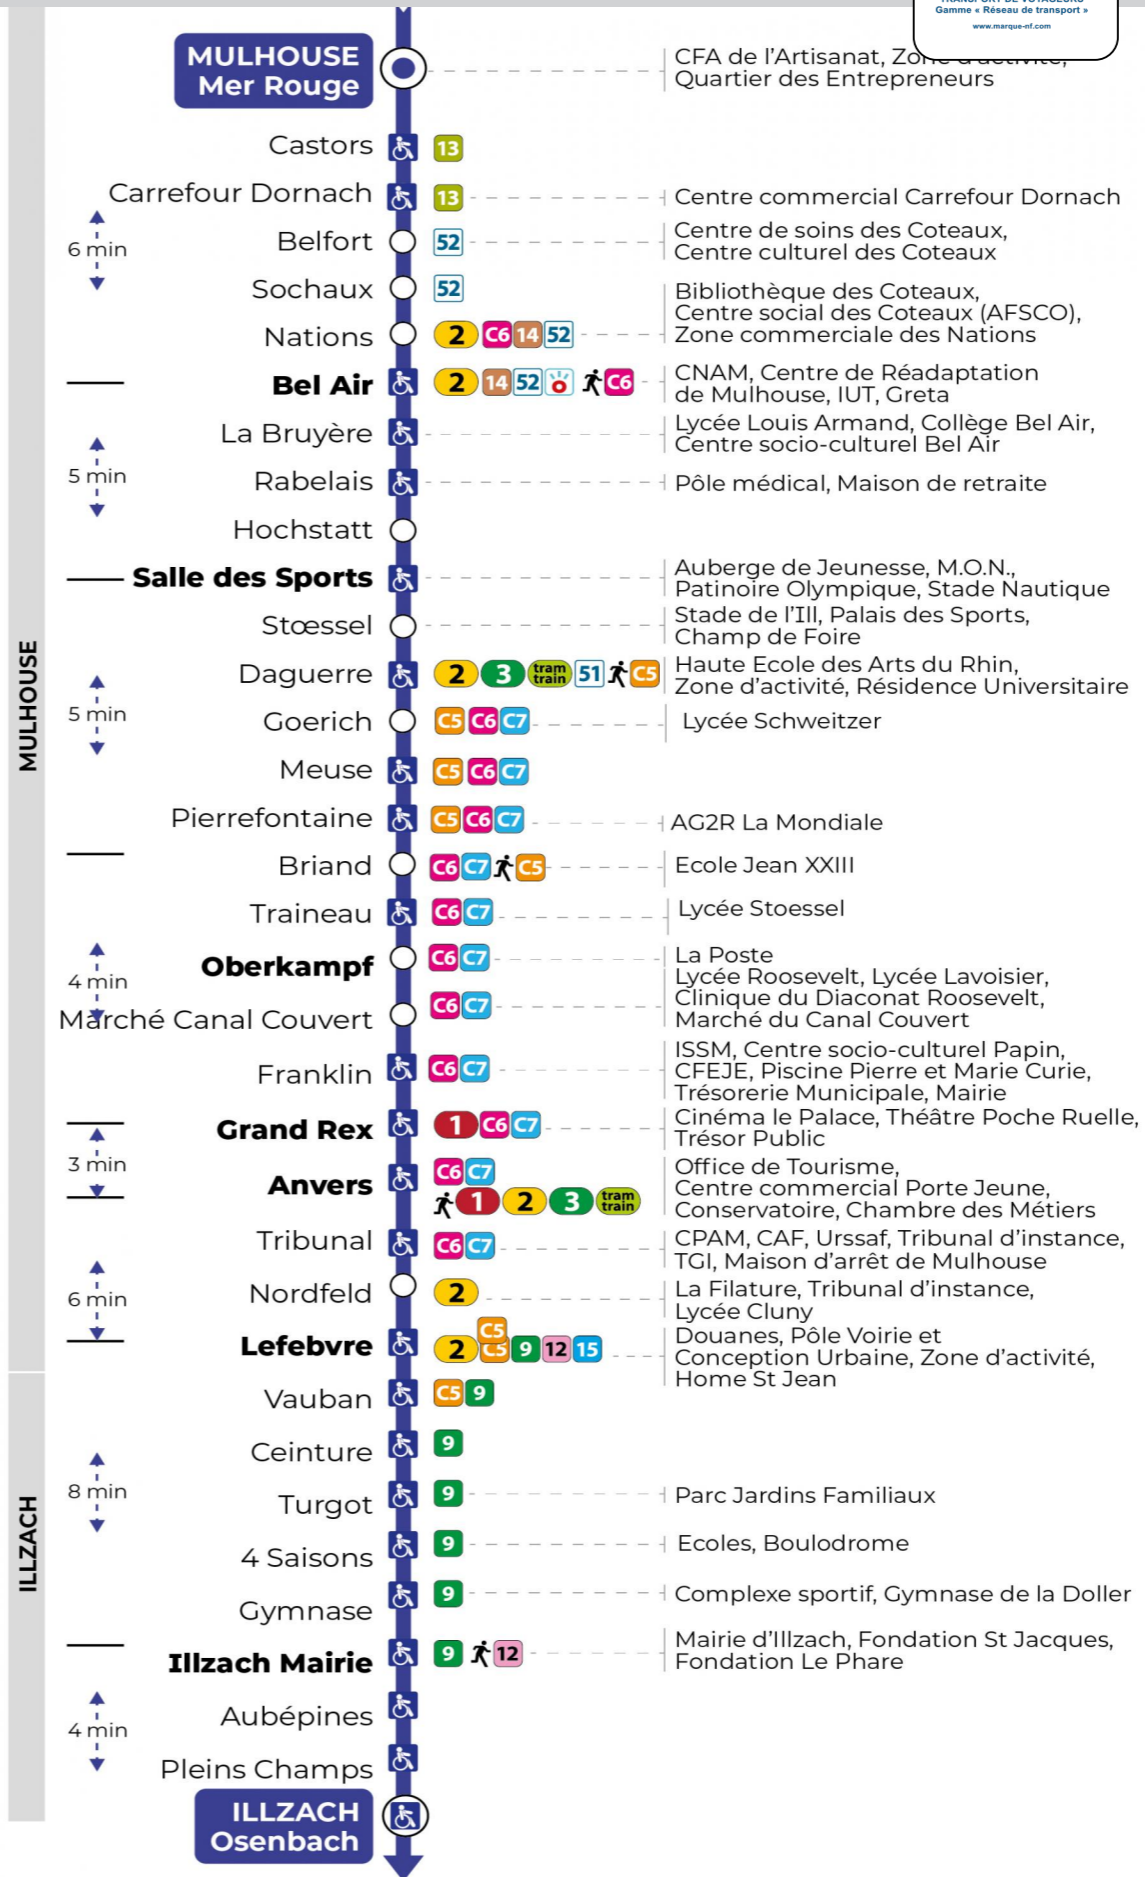 TRANSPORT DE VOYAGEURS
Gamme « Réseau de transport »
www.marque-nf.com
MULHOUSE
Mer Rouge
CFA de l'Artisanat, Zone d'activité,
Quartier des Entrepreneurs
Castors 13
Carrefour Dornach 13 Centre commercial Carrefour Dornach
6 min
Belfort 52 Centre de soins des Coteaux,
Centre culturel des Coteaux
Sochaux 52
Nations 2 C6 14 52 Bibliothèque des Coteaux,
Centre social des Coteaux (AFSCO),
Zone commerciale des Nations
Bel Air 2 14 52 C6 CNAM, Centre de Réadaptation
de Mulhouse, IUT, Greta
La Bruyère Lycée Louis Armand, Collège Bel Air,
Centre socio-culturel Bel Air
5 min
Rabelais Pôle médical, Maison de retraite
Hochstatt
Salle des Sports Auberge de Jeunesse, M.O.N.,
Patinoire Olympique, Stade Nautique
Stœssel Stade de l'Ill, Palais des Sports,
Champ de Foire
MULHOUSE
Daguerre 2 3 tram train 51 C5 Haute Ecole des Arts du Rhin,
Zone d'activité, Résidence Universitaire
5 min
Goerich C5 C6 C7 Lycée Schweitzer
Meuse C5 C6 C7
Pierrefontaine C5 C6 C7 AG2R La Mondiale
Briand C6 C7 C5 Ecole Jean XXIII
Traineau C6 C7 Lycée Stoessel
Oberkampf C6 C7 La Poste
4 min
Marché Canal Couvert C6 C7 Lycée Roosevelt, Lycée Lavoisier,
Clinique du Diaconat Roosevelt,
Marché du Canal Couvert
Franklin C6 C7 ISSM, Centre socio-culturel Papin,
CFEJE, Piscine Pierre et Marie Curie,
Trésorerie Municipale, Mairie
Grand Rex 1 C6 C7 Cinéma le Palace, Théâtre Poche Ruelle,
Trésor Public
3 min
Anvers C6 C7 Office de Tourisme,
1 2 3 tram train Centre commercial Porte Jeune,
Conservatoire, Chambre des Métiers
Tribunal C6 C7 CPAM, CAF, Urssaf, Tribunal d'instance,
TGI, Maison d'arrêt de Mulhouse
6 min
Nordfeld 2 La Filature, Tribunal d'instance,
Lycée Cluny
C5
Lefebvre 2 C5 9 12 15 Douanes, Pôle Voirie et
Conception Urbaine, Zone d'activité,
Home St Jean
Vauban C5 9
Ceinture 9
ILLZACH
8 min
Turgot 9 Parc Jardins Familiaux
4 Saisons 9 Ecoles, Boulodrome
Gymnase 9 Complexe sportif, Gymnase de la Doller
Illzach Mairie 9 12 Mairie d'Illzach, Fondation St Jacques,
Fondation Le Phare
Aubépines
4 min
Pleins Champs
ILLZACH
Osenbach